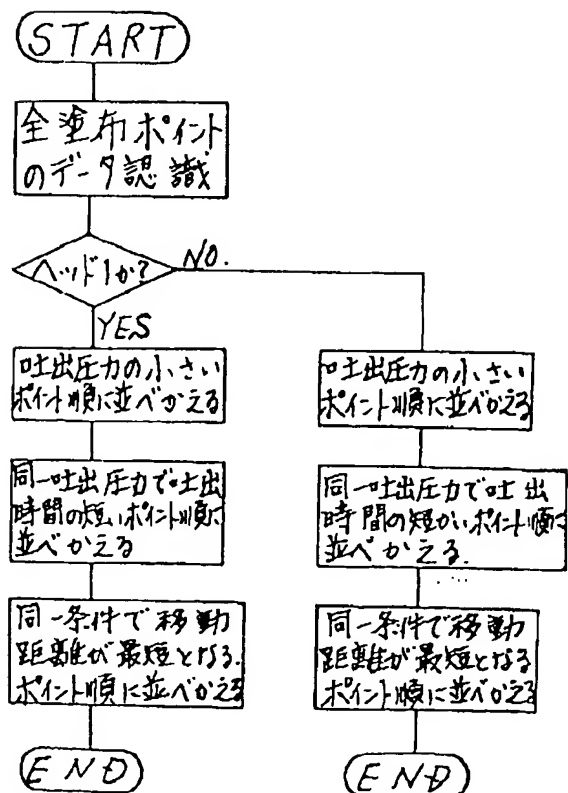 START
全塗布ポイント
のデータ認識
ヘッド1か?
NO.
YES
吐出圧力の小さい
ポイント順に並べかえる
同一吐出圧力で吐出
時間の短いポイント順に
並べかえる
同一条件で移動
距離が最短となる.
ポイント順に並べかえる
END
吐出圧力の小さい
ポイント順に並べかえる
同一吐出圧力で吐出
時間の短かいポイント順に
並べかえる.
同一条件で移動
距離が最短となる
ポイント順に並べかえる
END